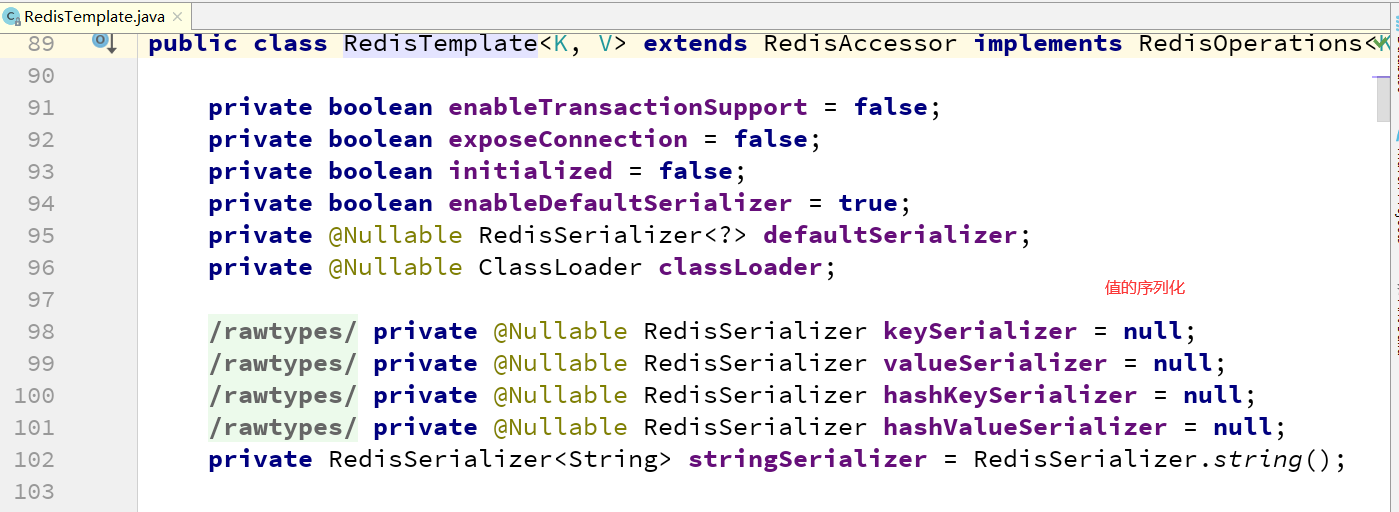 RedisTemplate.java
89 public class RedisTemplate<K, V> extends RedisAccessor implements RedisOperations<K
90
91 private boolean enableTransactionSupport = false;
92 private boolean exposeConnection = false;
93 private boolean initialized = false;
94 private boolean enableDefaultSerializer = true;
95 private @Nullable RedisSerializer<?> defaultSerializer;
96 private @Nullable ClassLoader classLoader;
值的序列化
97
98 /rawtypes/ private @Nullable RedisSerializer keySerializer = null;
99 /rawtypes/ private @Nullable RedisSerializer valueSerializer = null;
100 /rawtypes/ private @Nullable RedisSerializer hashKeySerializer = null;
101 /rawtypes/ private @Nullable RedisSerializer hashValueSerializer = null;
102 private RedisSerializer<String> stringSerializer = RedisSerializer.string();
103